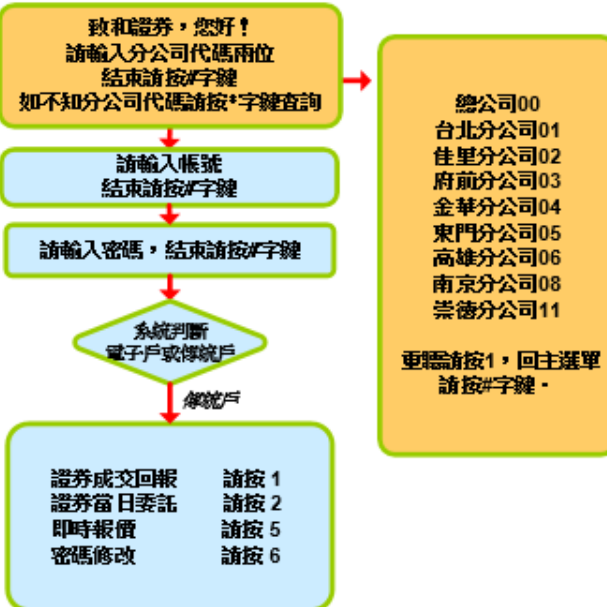 致和證券，您好！
請輸入分公司代碼兩位
結束請按#字鍵
如不知分公司代碼請按*字鍵查詢
請輸入帳號
結束請按#字鍵
請輸入密碼，結束請按#字鍵
系統判斷
電子戶或傳統戶
傳統戶
證券成交回報 請按 1
證券當日委託 請按 2
即時報價 請按 5
密碼修改 請按 6
總公司00
台北分公司01
佳里分公司02
府前分公司03
金華分公司04
東門分公司05
高雄分公司06
南京分公司08
崇德分公司11
重聽請按1，回主選單
請按#字鍵。